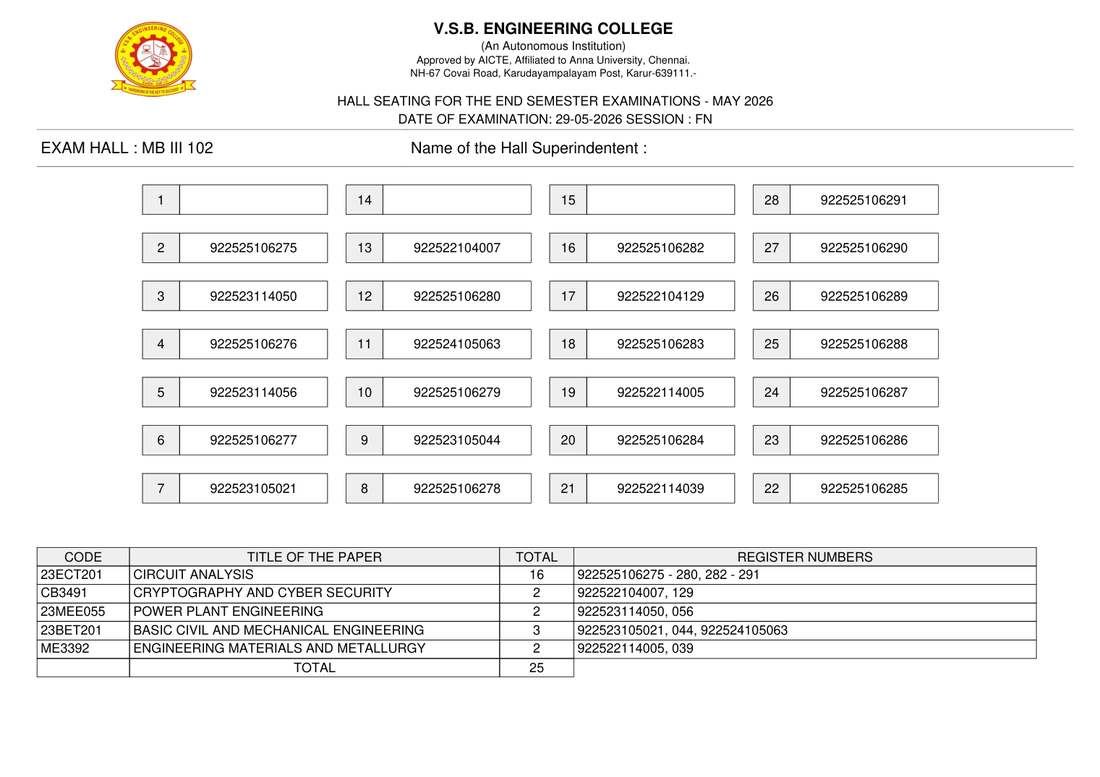 V.S.B. ENGINEERING COLLEGE
(An Autonomous Institution)
Approved by AICTE, Affiliated to Anna University, Chennai.
NH-67 Covai Road, Karudayampalayam Post, Karur-639111.-
HALL SEATING FOR THE END SEMESTER EXAMINATIONS - MAY 2026
DATE OF EXAMINATION: 29-05-2026 SESSION : FN
EXAM HALL : MB III 102 Name of the Hall Superindentent :
1 14 15 28 922525106291
2 922525106275 13 922522104007 16 922525106282 27 922525106290
3 922523114050 12 922525106280 17 922522104129 26 922525106289
4 922525106276 11 922524105063 18 922525106283 25 922525106288
5 922523114056 10 922525106279 19 922522114005 24 922525106287
6 922525106277 9 922523105044 20 922525106284 23 922525106286
7 922523105021 8 922525106278 21 922522114039 22 922525106285
CODE TITLE OF THE PAPER TOTAL REGISTER NUMBERS
23ECT201 CIRCUIT ANALYSIS 16 922525106275 - 280, 282 - 291
CB3491 CRYPTOGRAPHY AND CYBER SECURITY 2 922522104007, 129
23MEE055 POWER PLANT ENGINEERING 2 922523114050, 056
23BET201 BASIC CIVIL AND MECHANICAL ENGINEERING 3 922523105021, 044, 922524105063
ME3392 ENGINEERING MATERIALS AND METALLURGY 2 922522114005, 039
TOTAL 25